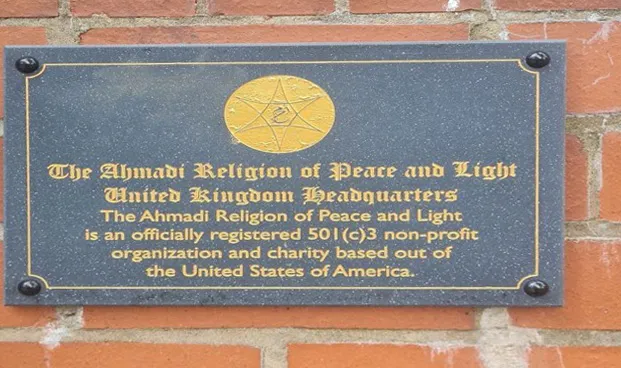 The Ahmadi Religion of Peace and Light
United Kingdom Headquarters
The Ahmadi Religion of Peace and Light
is an officially registered 501(c)3 non-profit
organization and charity based out of
the United States of America.